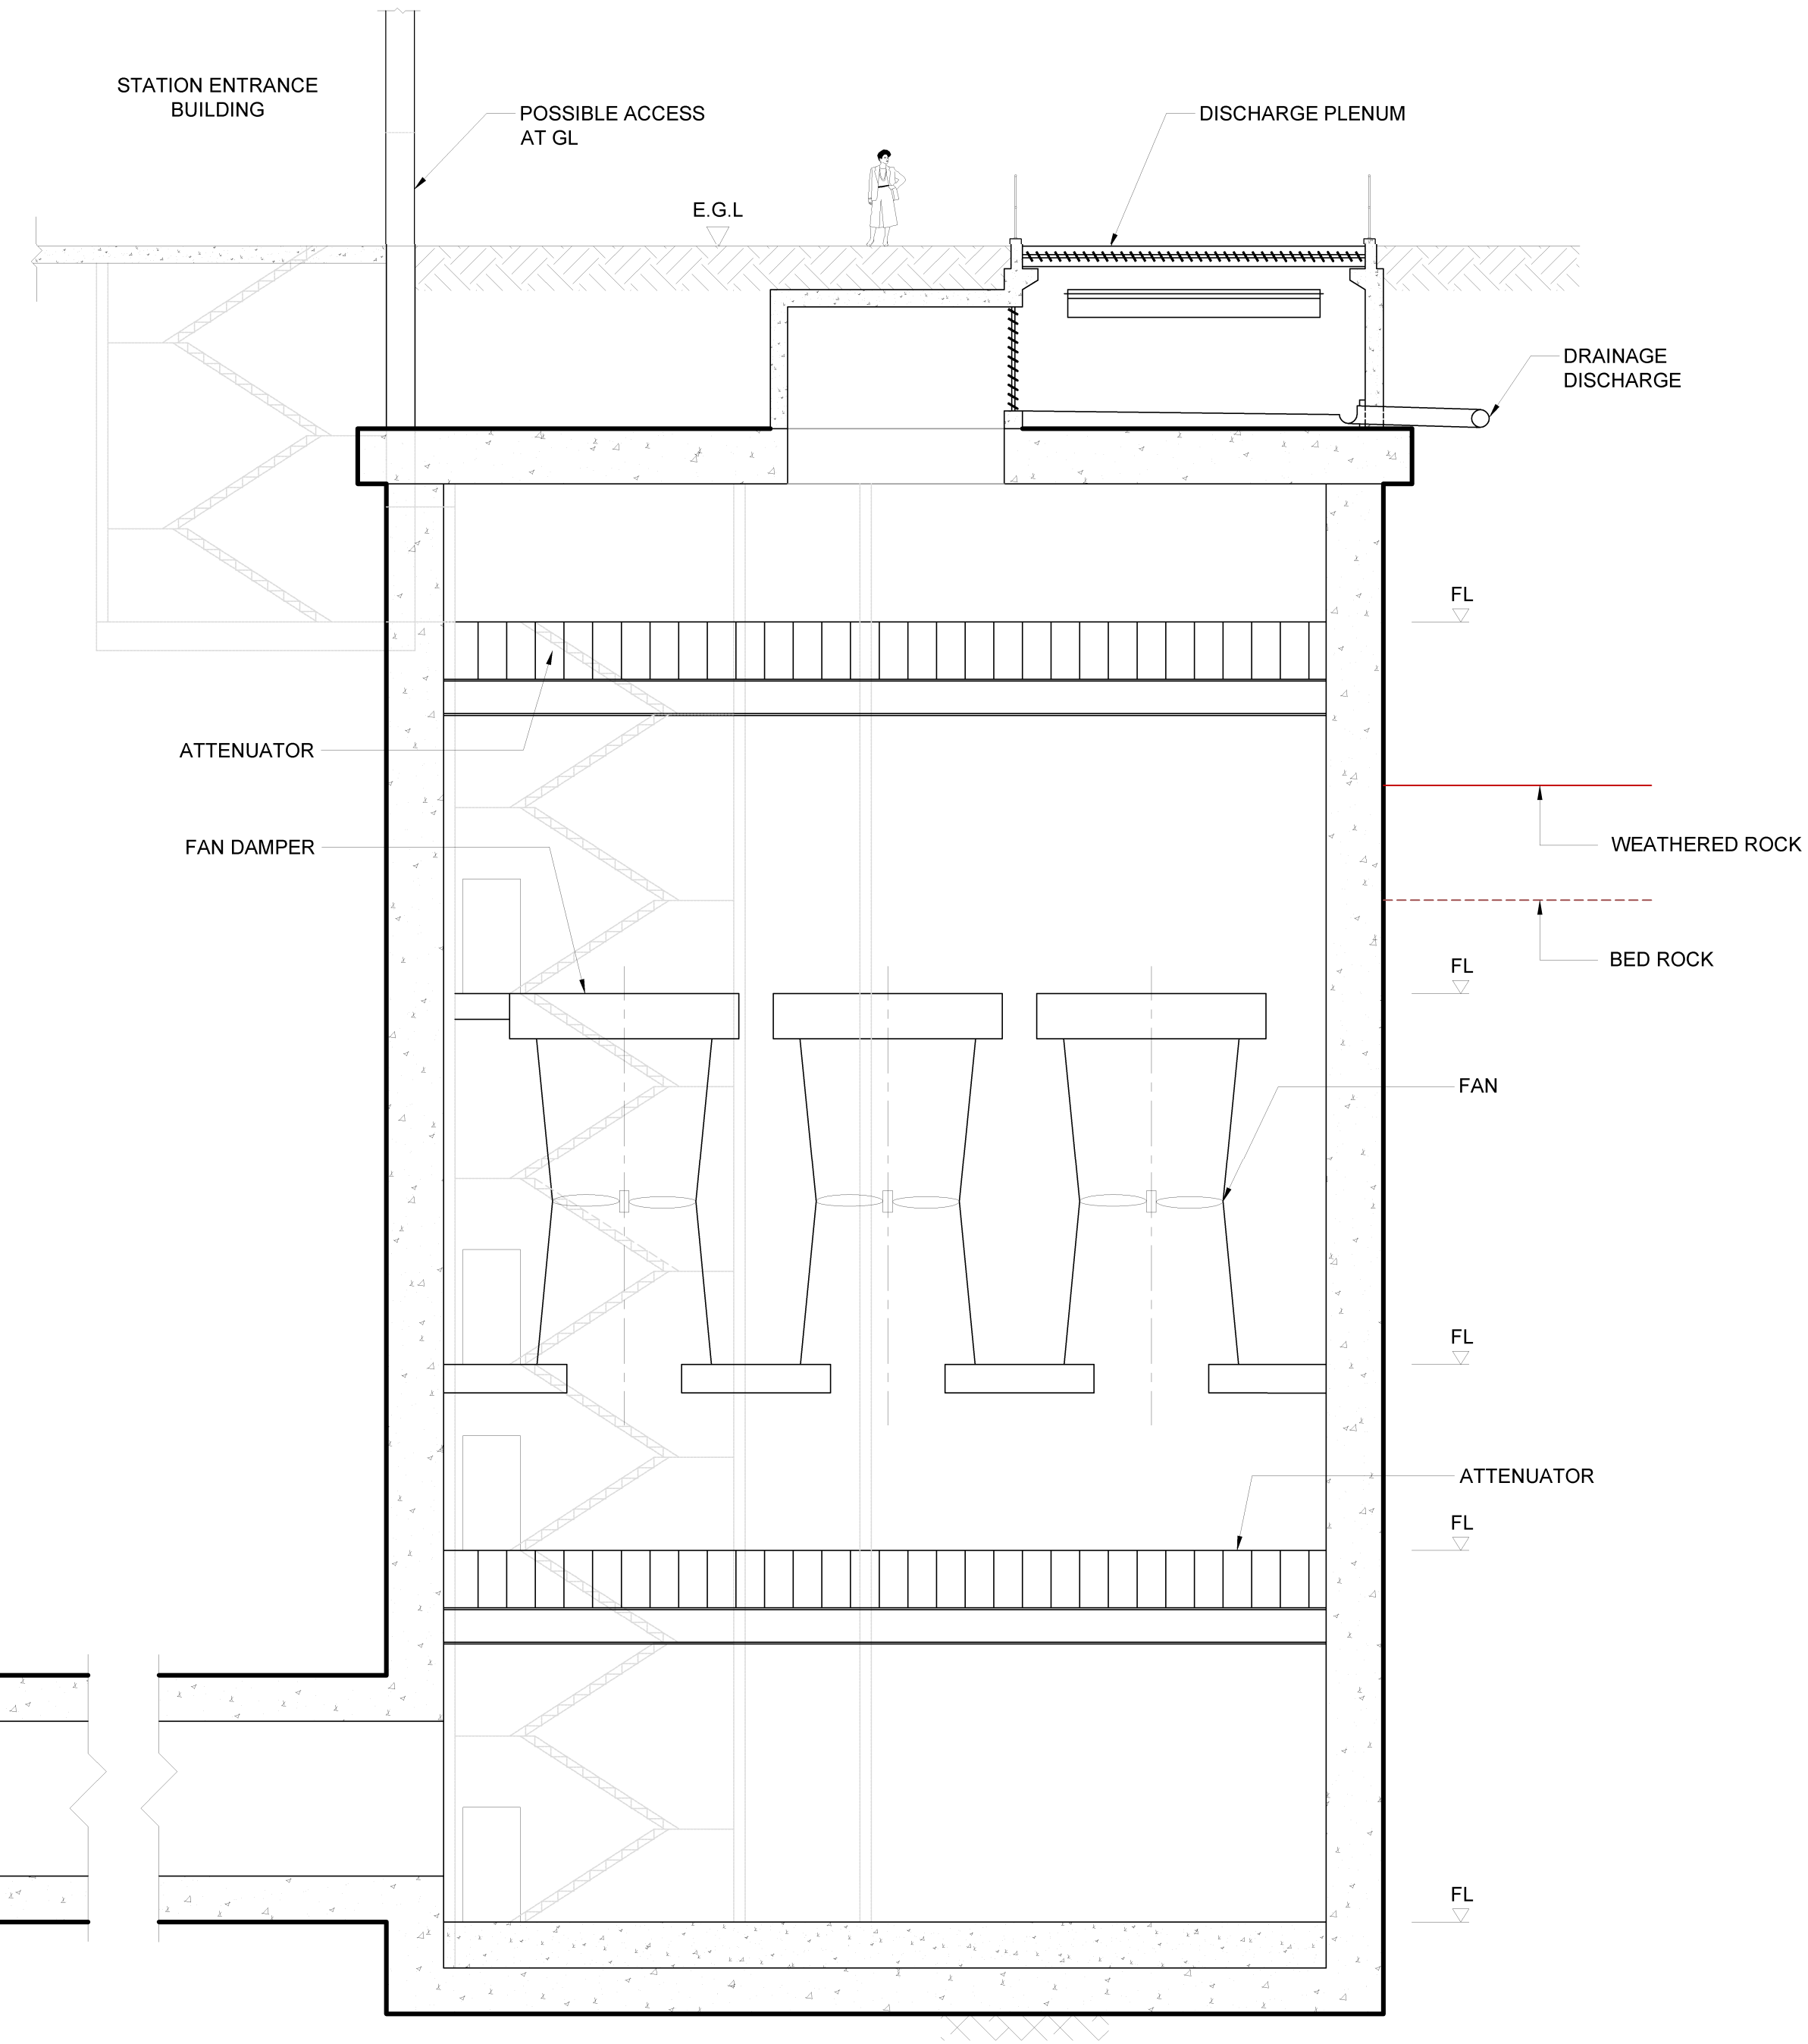 STATION ENTRANCE
BUILDING
POSSIBLE ACCESS
AT GL
DISCHARGE PLENUM
E.G.L
DRAINAGE
DISCHARGE
FL
ATTENUATOR
WEATHERED ROCK
FAN DAMPER
BED ROCK
FL
FAN
FL
ATTENUATOR
FL
FL